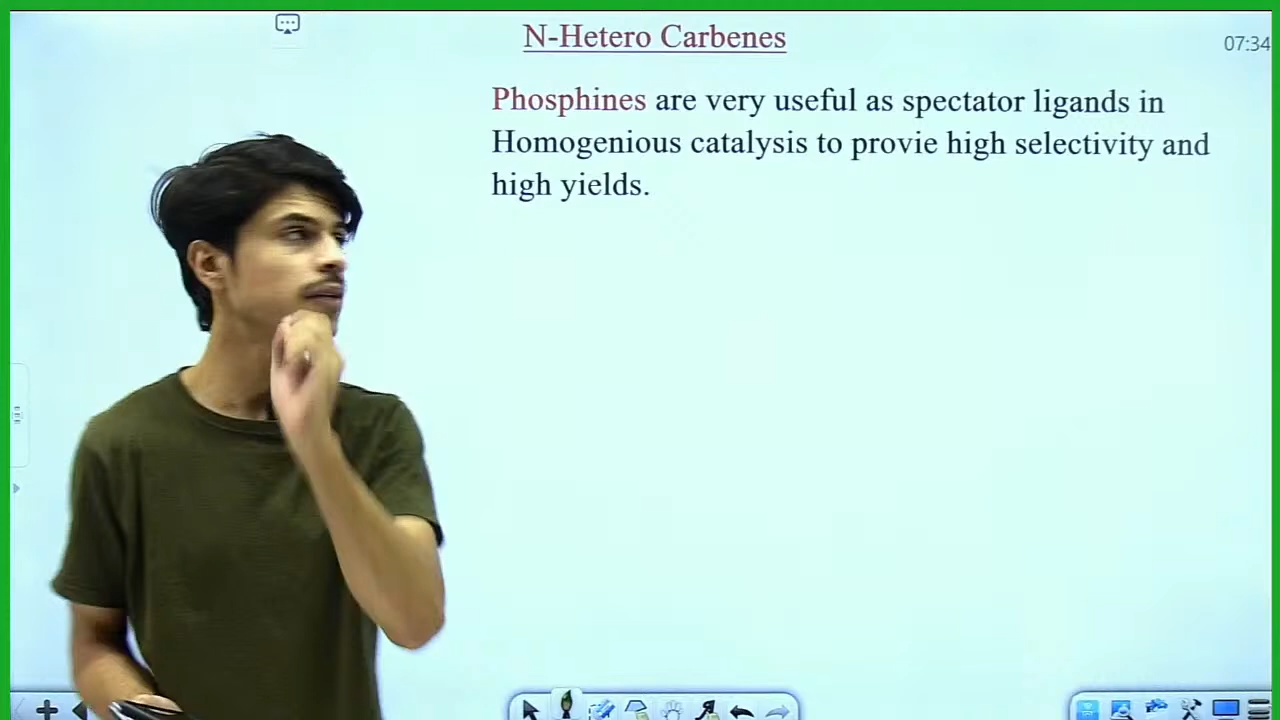 N-Hetero Carbenes
07:34
Phosphines are very useful as spectator ligands in
Homogenious catalysis to provie high selectivity and
high yields.